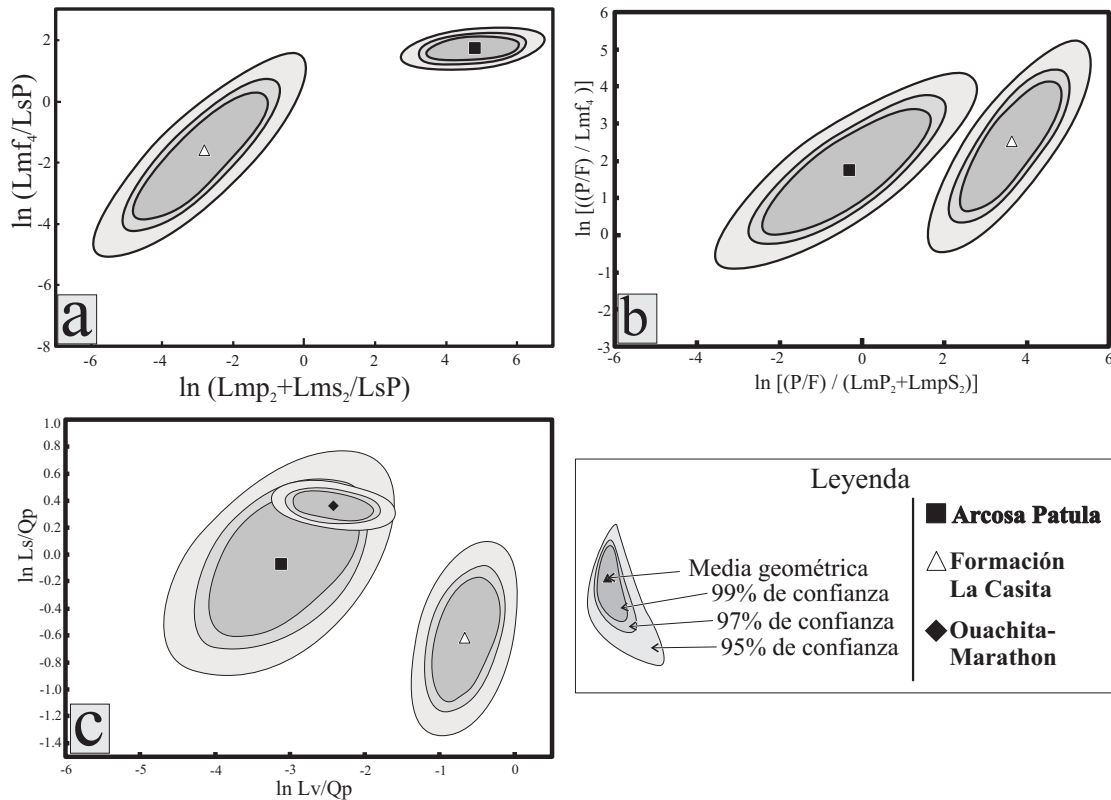 2
0
-2
-4
-6
-8
-6
-4
-2
0
2
4
6
ln (Lmf₄/LsP)
ln (Lmp₂+Lms₂/LsP)
a
6
5
4
3
2
1
0
-1
-2
-3
-6
-4
-2
0
2
4
6
ln [((P/F) / Lmf₄)]
ln [(P/F) / (LmP₂+LmpS₂)]
b
1.0
0.8
0.6
0.4
0.2
0.0
-0.2
-0.4
-0.6
-0.8
-1.0
-1.2
-1.4
-6
-5
-4
-3
-2
-1
0
ln Ls/Qp
ln Lv/Qp
c
Leyenda
Media geométrica
99% de confianza
97% de confianza
95% de confianza
Arcosa Patula
Formación
La Casita
Ouachita-
Marathon